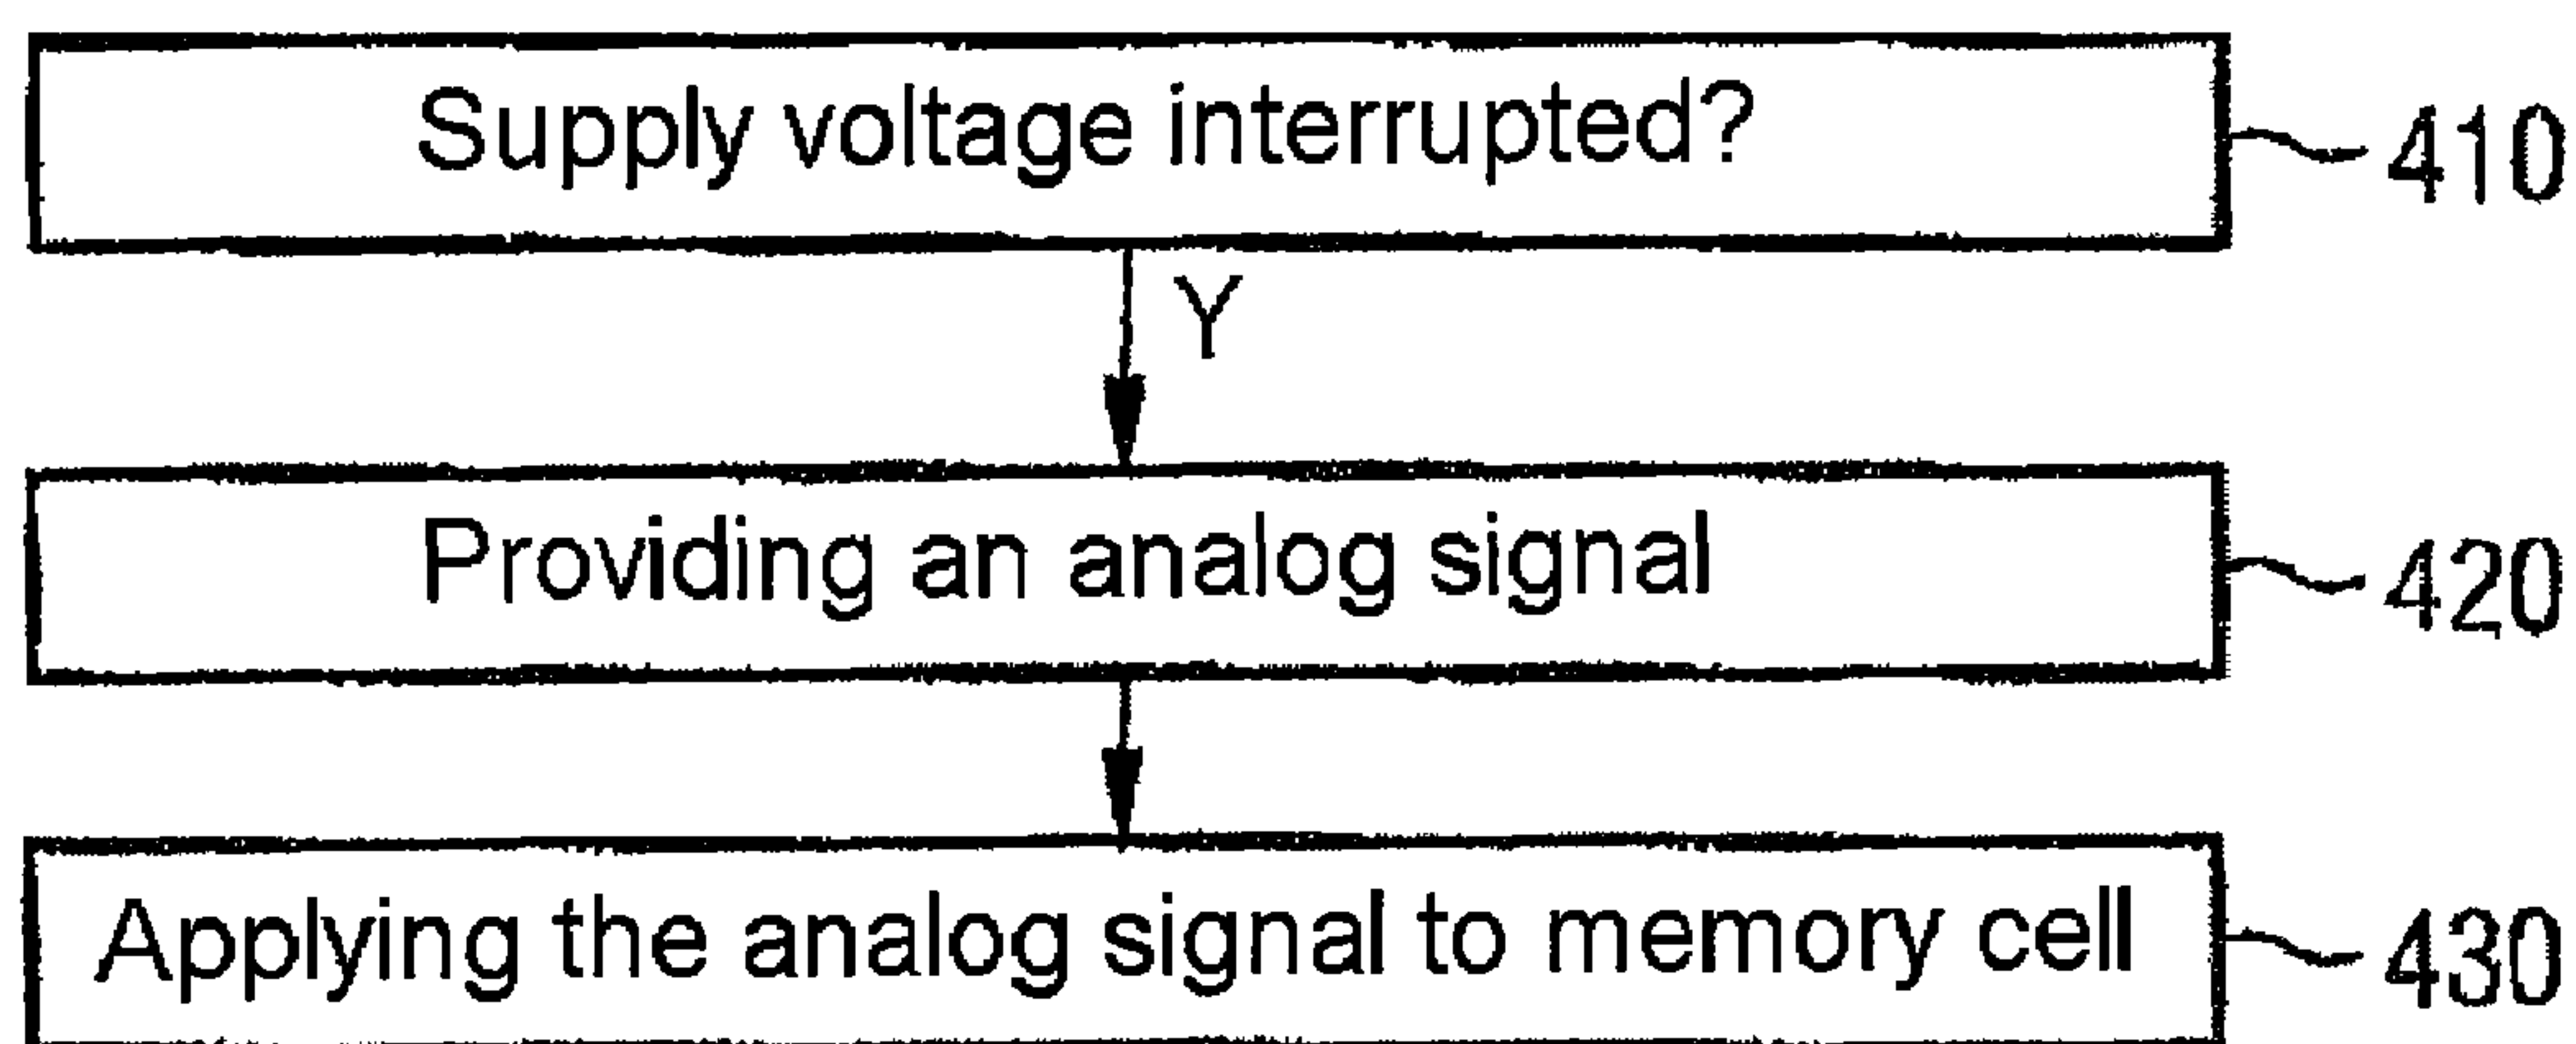 Supply voltage interrupted?
410
Y
Providing an analog signal
420
Applying the analog signal to memory cell
430